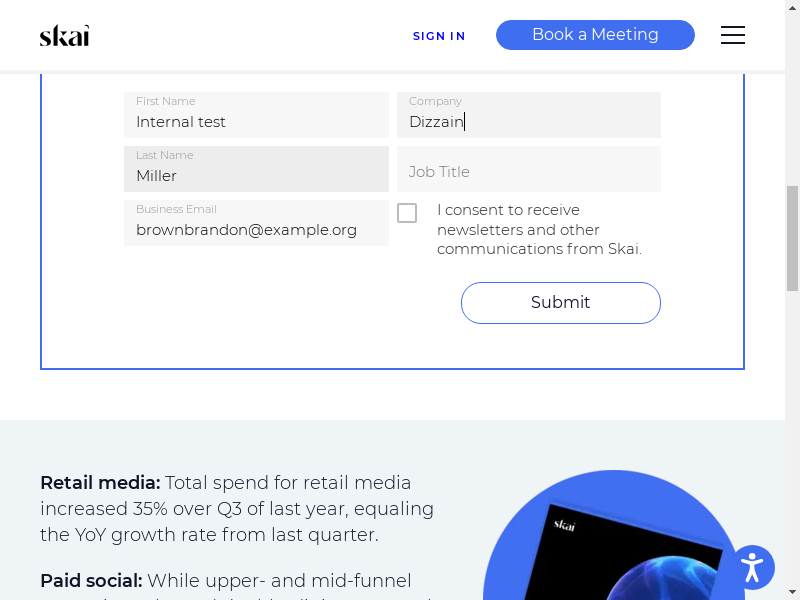 skai
SIGN IN
Book a Meeting
First Name
Internal test
Company
Dizzain
Last Name
Miller
Job Title
Business Email
brownbrandon@example.org
I consent to receive
newsletters and other
communications from Skai.
Submit
Retail media: Total spend for retail media
increased 35% over Q3 of last year, equaling
the YoY growth rate from last quarter.
skai
Paid social: While upper- and mid-funnel